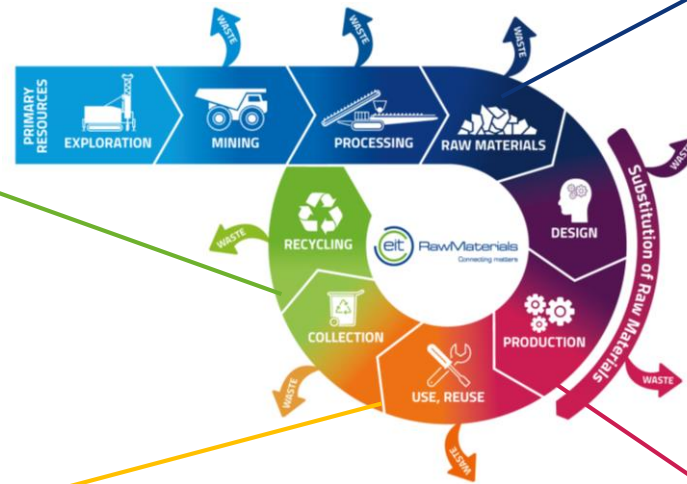 WASTE
WASTE
WASTE
PRIMARY
RESOURCES
EXPLORATION
MINING
PROCESSING
RAW MATERIALS
WASTE
Substitution of Raw Materials
DESIGN
RECYCLING
WASTE
eit RawMaterials
Connecting matters
COLLECTION
PRODUCTION
USE, REUSE
WASTE
WASTE
WASTE